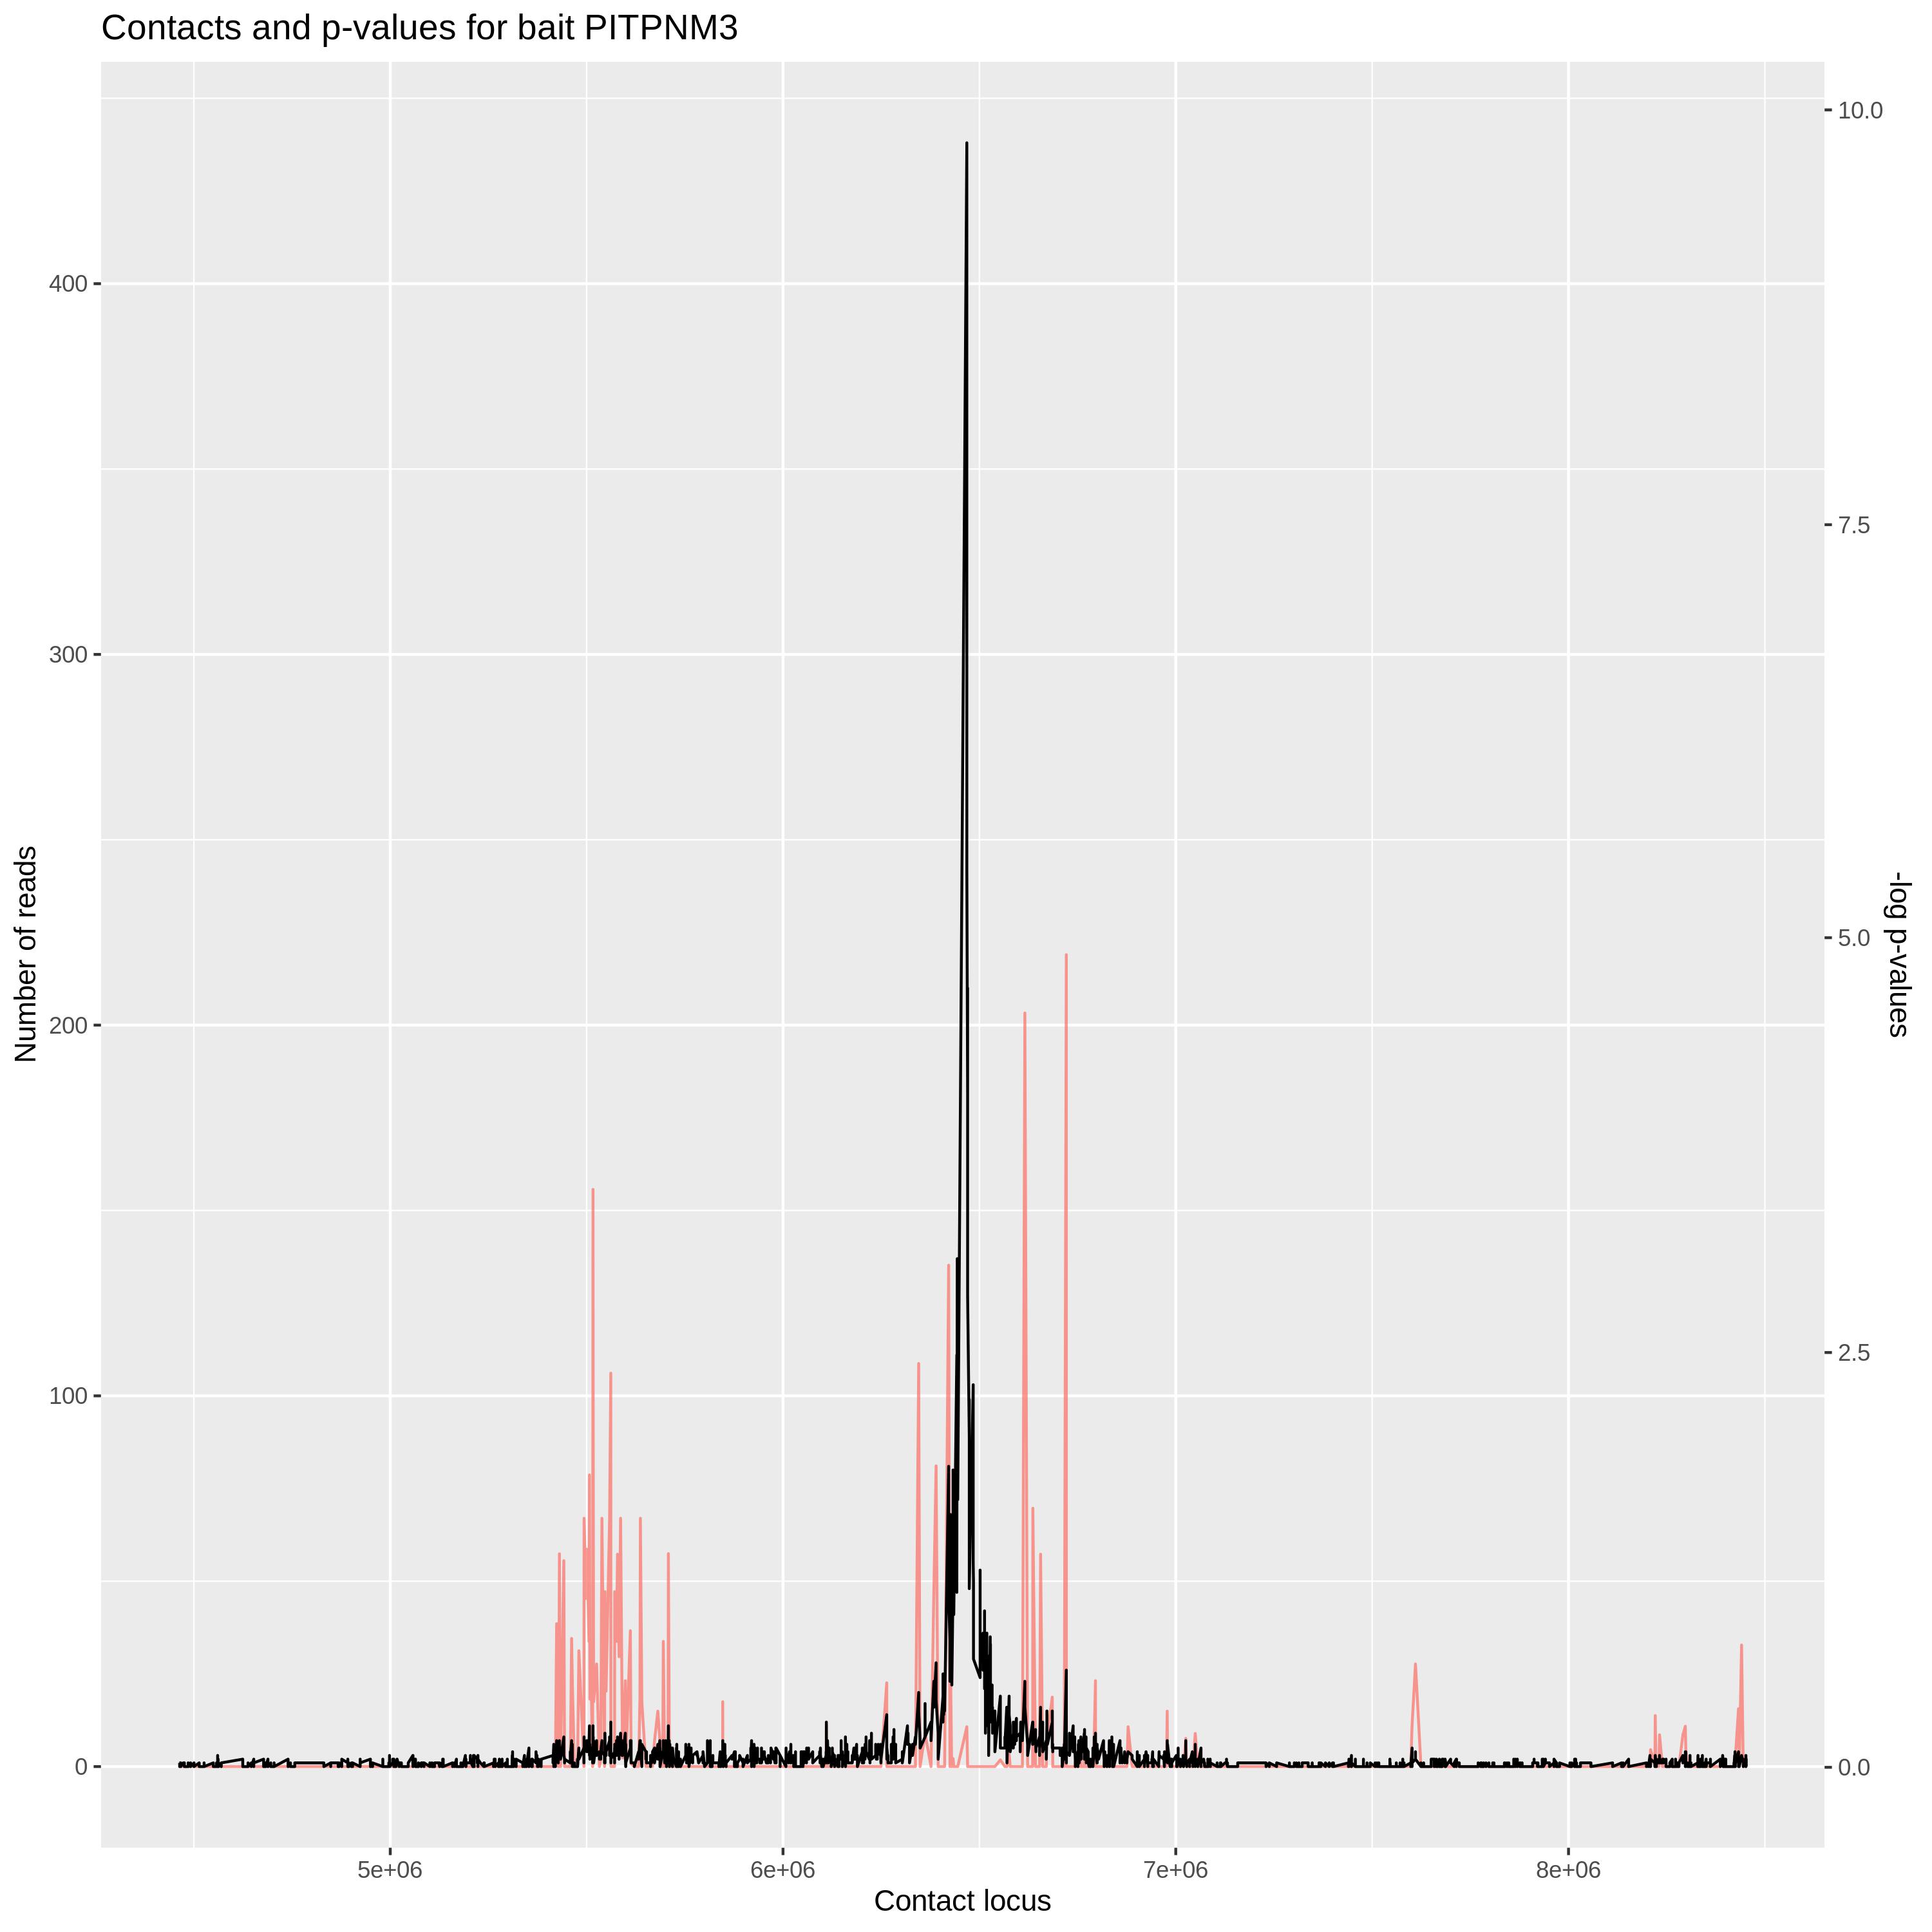 Contacts and p-values for bait PITPNM3
Number of reads
400
300
200
100
0
10.0
7.5
5.0
2.5
0.0
-log p-values
5e+06
6e+06
7e+06
8e+06
Contact locus